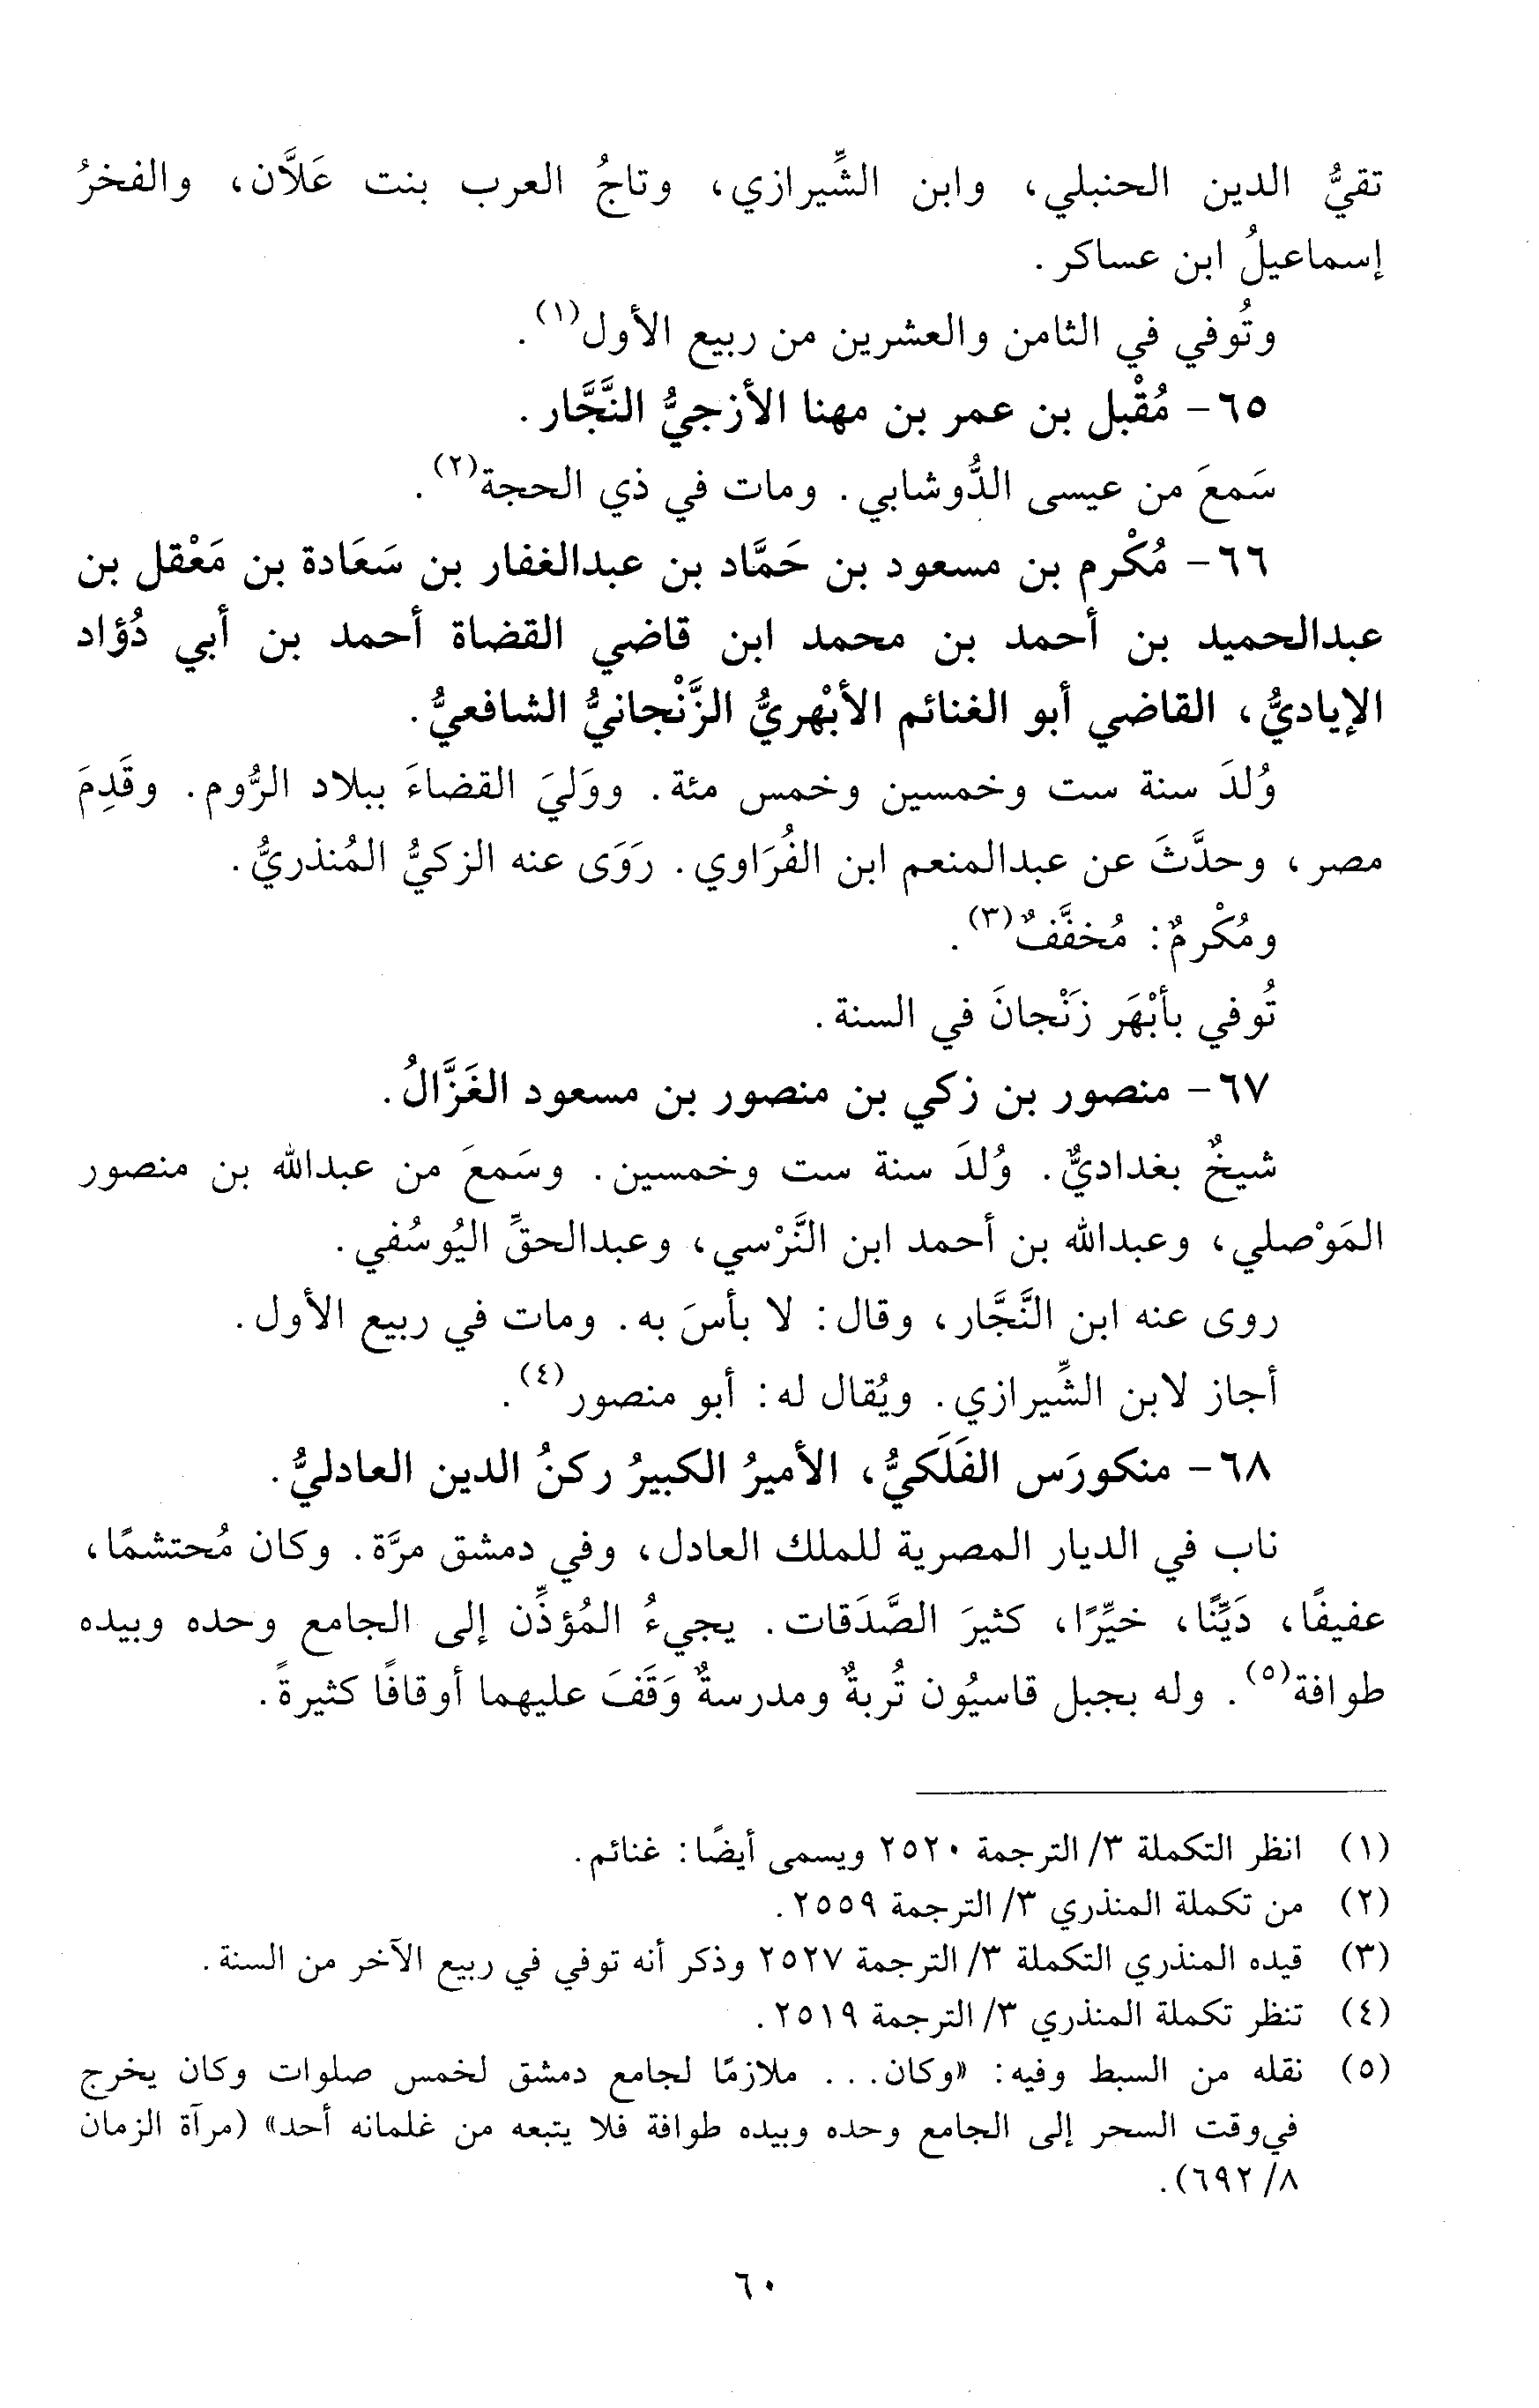 تقيُّ الدين الحنبلي، وابن الشِّيرازي، وتاجُ العرب بنت عَلاَّن، والفخرُ
إسماعيلُ ابن عساكر.
وتُوفي في الثامن والعشرين من ربيع الأول(١).
٦٥- مُقْبل بن عمر بن مهنا الأزجيُّ النَّجَّار.
سَمعَ من عيسى الدُّوشابي. ومات في ذي الحجة(٢).
٦٦- مُكْرم بن مسعود بن حَمَّاد بن عبدالغفار بن سَعَادة بن مَعْقل بن
عبدالحميد بن أحمد بن محمد ابن قاضي القضاة أحمد بن أبي دُؤاد
الإياديُّ، القاضي أبو الغنائم الأبْهريُّ الزَّنْجانيُّ الشافعيُّ.
وُلدَ سنة ست وخمسين وخمس مئة. ووَليَ القضاءَ ببلاد الرُّوم. وقَدِمَ
مصر، وحدَّثَ عن عبدالمنعم ابن الفُرَاوي. رَوَى عنه الزكيُّ المُنذريُّ.
ومُكْرمٌ: مُخفَّفٌ(٣).
تُوفي بأبْهَر زَنْجانَ في السنة.
٦٧- منصور بن زكي بن منصور بن مسعود الغَزَّالُ.
شيخٌ بغداديٌّ. وُلدَ سنة ست وخمسين. وسَمعَ من عبدالله بن منصور
المَوْصلي، وعبدالله بن أحمد ابن النَّرْسي، وعبدالحقِّ اليُوسُفي.
روى عنه ابن النَّجَّار، وقال: لا بأسَ به. ومات في ربيع الأول.
أجاز لابن الشِّيرازي. ويُقال له: أبو منصور(٤).
٦٨- منكورَس الفَلَكيُّ، الأميرُ الكبيرُ ركنُ الدين العادليُّ.
ناب في الديار المصرية للملك العادل، وفي دمشق مرَّة. وكان مُحتشمًا،
عفيفًا، دَيِّنًا، خيِّرًا، كثيرَ الصَّدَقات. يجيءُ المُؤذِّن إلى الجامع وحده وبيده
طوافة(٥). وله بجبل قاسيُون تُربةٌ ومدرسةٌ وَقَفَ عليهما أوقافًا كثيرةً.
(١) انظر التكملة ٣/ الترجمة ٢٥٢٠ ويسمى أيضًا: غنائم.
(٢) من تكملة المنذري ٣/ الترجمة ٢٥٥٩.
(٣) قيده المنذري التكملة ٣/ الترجمة ٢٥٢٧ وذكر أنه توفي في ربيع الآخر من السنة.
(٤) تنظر تكملة المنذري ٣/ الترجمة ٢٥١٩.
(٥) نقله من السبط وفيه: «وكان... ملازمًا لجامع دمشق لخمس صلوات وكان يخرج
في وقت السحر إلى الجامع وحده وبيده طوافة فلا يتبعه من غلمانه أحد» (مرآة الزمان
٨/ ٦٩٢).
٦٠